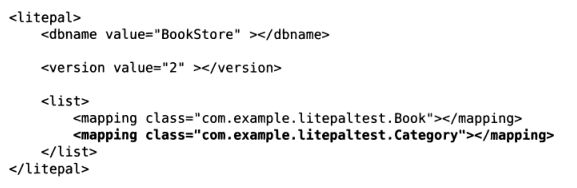 <litepal>
    <dbname value="BookStore" ></dbname>

    <version value="2" ></version>

    <list>
        <mapping class="com.example.litepaltest.Book"></mapping>
        <mapping class="com.example.litepaltest.Category"></mapping>
    </list>
</litepal>